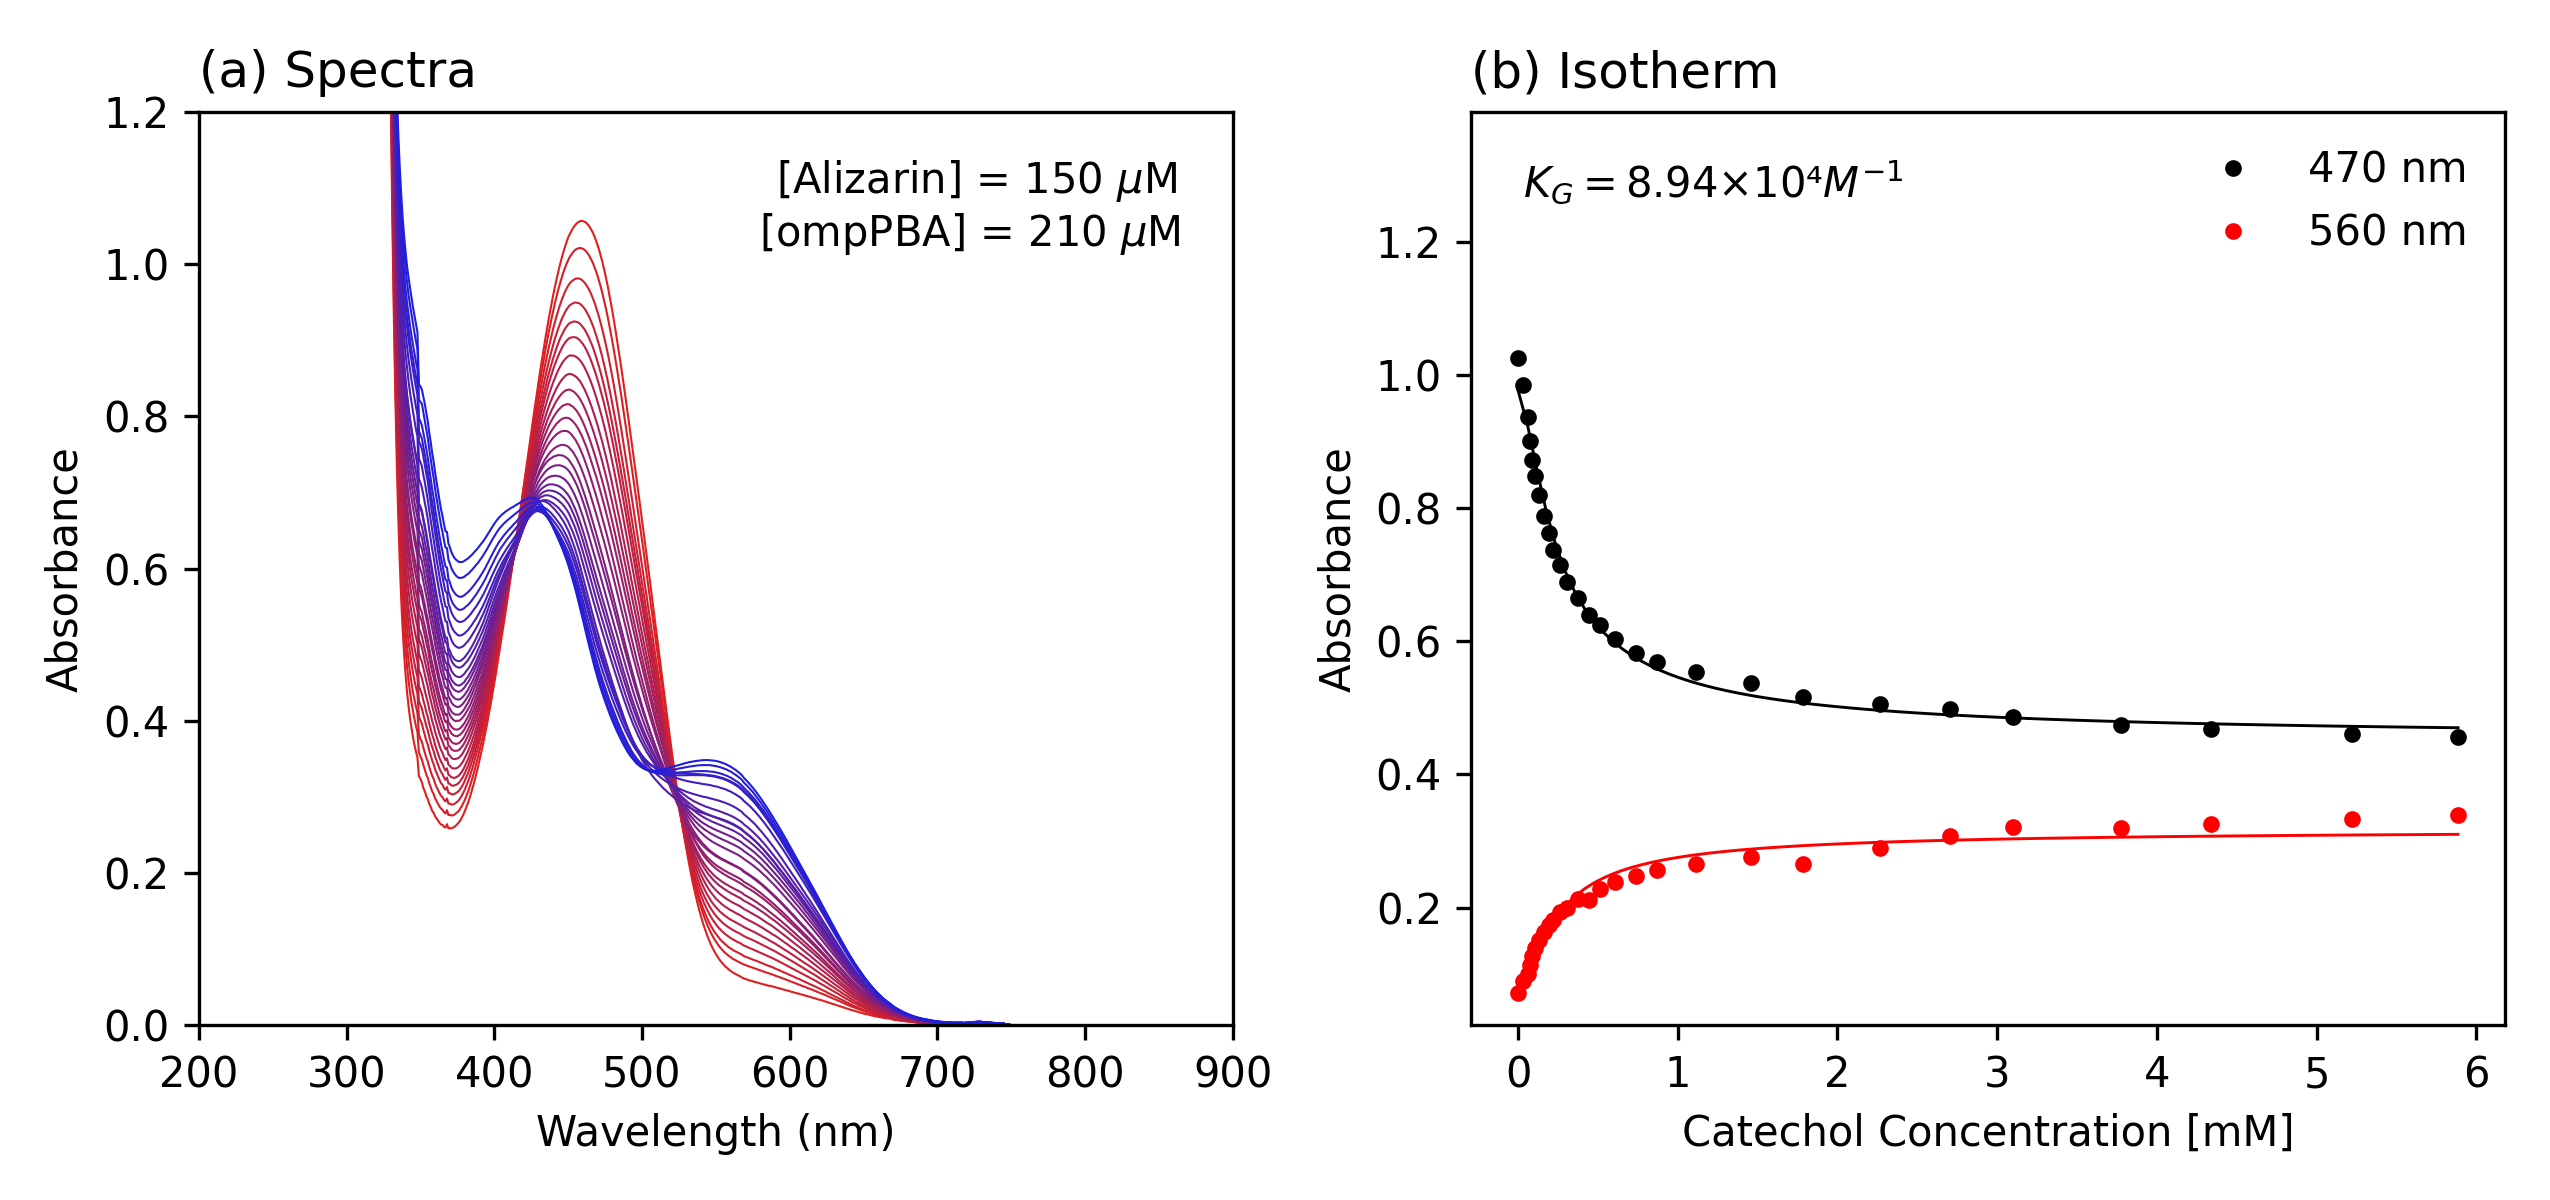 (a) Spectra
1.2
1.0
0.8
0.6
0.4
0.2
0.0
Absorbance
[Alizarin] = 150 μM
[ompPBA] = 210 μM
200 300 400 500 600 700 800 900
Wavelength (nm)
(b) Isotherm
1.2
1.0
0.8
0.6
0.4
0.2
Absorbance
K_G = 8.94×10⁴M⁻¹
470 nm
560 nm
0 1 2 3 4 5 6
Catechol Concentration [mM]